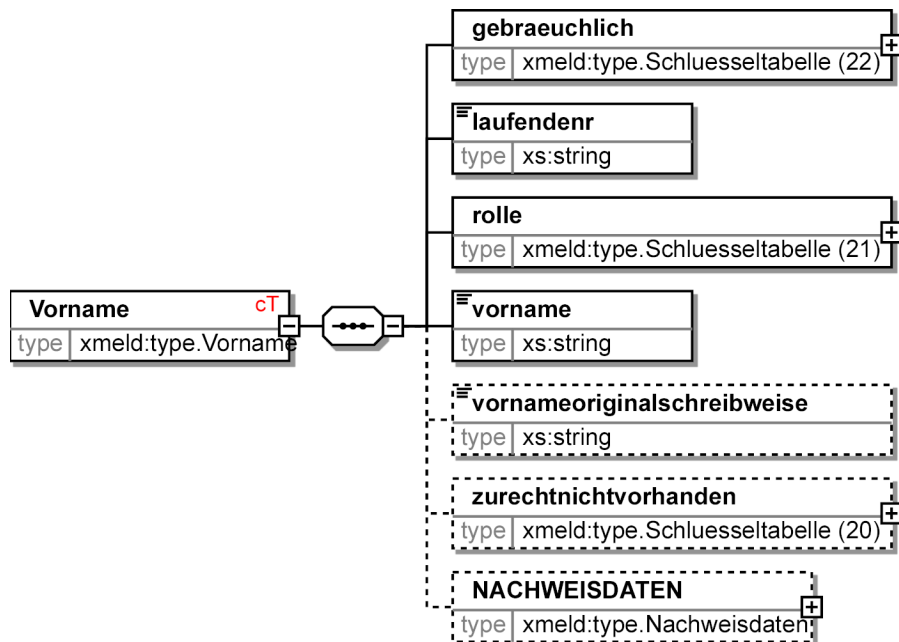 gebraeuchlich
type xmeld:type.Schluesseltabelle (22)
laufendenr
type xs:string
rolle
type xmeld:type.Schluesseltabelle (21)
Vorname cT
type xmeld:type.Vorname
vorname
type xs:string
vornameoriginalschreibweise
type xs:string
zurechtnichtvorhanden
type xmeld:type.Schluesseltabelle (20)
NACHWEISDATEN
type xmeld:type.Nachweisdaten